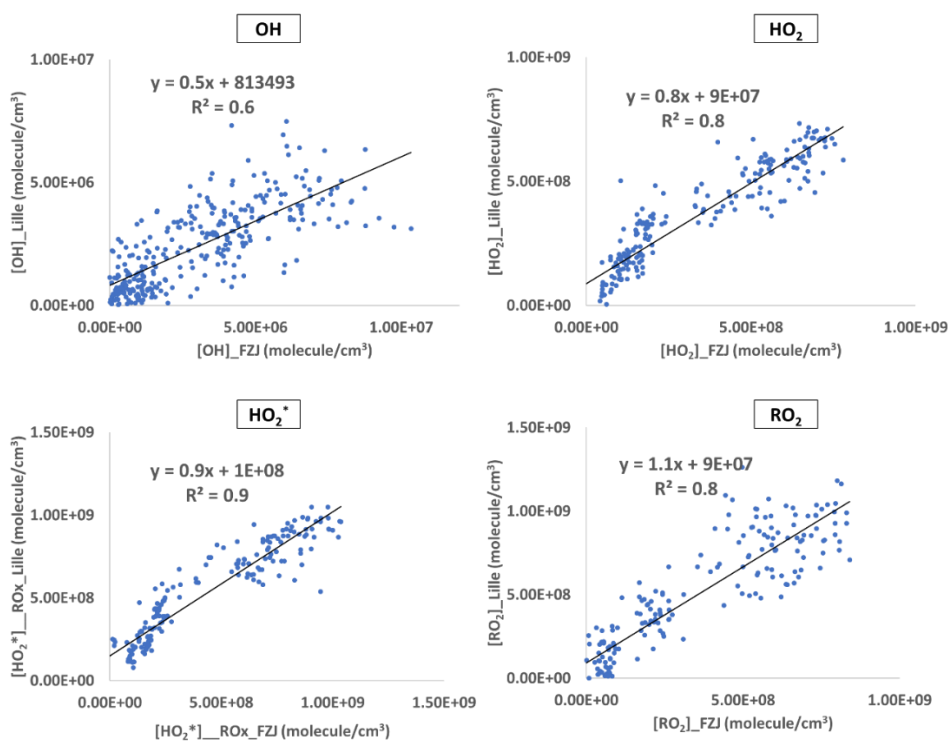 OH
1.00E+07
y = 0.5x + 813493
R² = 0.6
5.00E+06
0.00E+00
0.00E+00 5.00E+06 1.00E+07
[OH]_Lille (molecule/cm³)
[OH]_FZJ (molecule/cm³)
HO₂
1.00E+09
y = 0.8x + 9E+07
R² = 0.8
5.00E+08
0.00E+00
0.00E+00 5.00E+08 1.00E+09
[HO₂]_Lille (molecule/cm³)
[HO₂]_FZJ (molecule/cm³)
HO₂*
1.50E+09
y = 0.9x + 1E+08
R² = 0.9
1.00E+09
5.00E+08
0.00E+00
0.00E+00 5.00E+08 1.00E+09 1.50E+09
[HO₂*]__ROx_Lille (molecule/cm³)
[HO₂*]__ROx_FZJ (molecule/cm³)
RO₂
1.50E+09
y = 1.1x + 9E+07
R² = 0.8
1.00E+09
5.00E+08
0.00E+00
0.00E+00 5.00E+08 1.00E+09
[RO₂]_Lille (molecule/cm³)
[RO₂]_FZJ (molecule/cm³)